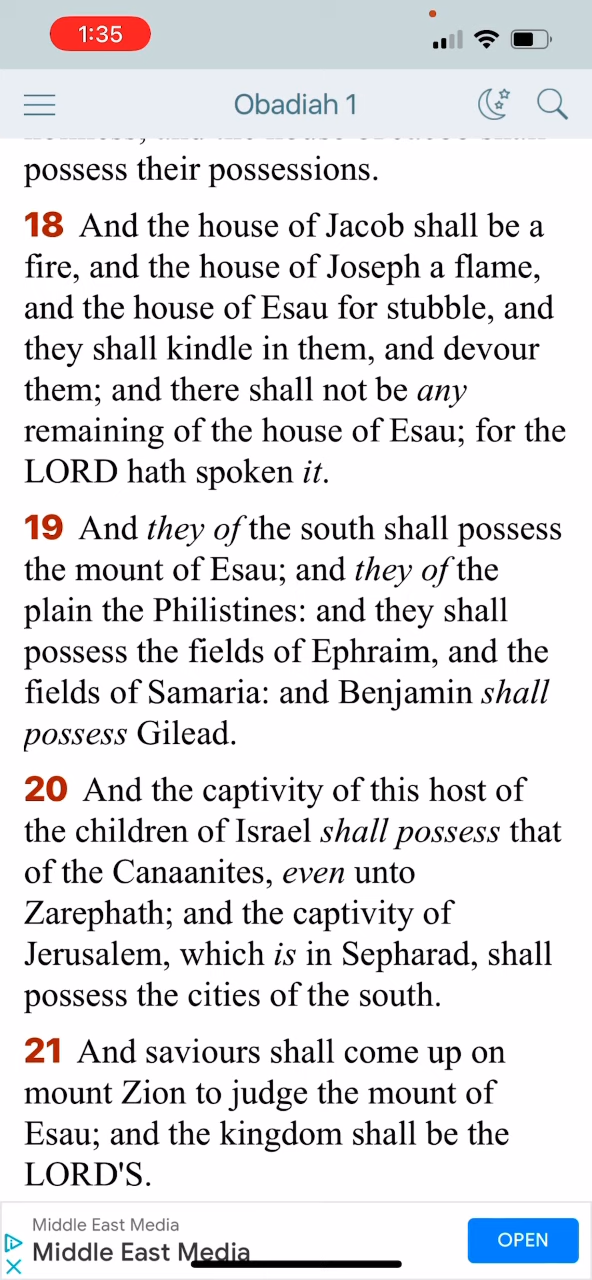 1:35
Obadiah 1
possess their possessions.
18 And the house of Jacob shall be a
fire, and the house of Joseph a flame,
and the house of Esau for stubble, and
they shall kindle in them, and devour
them; and there shall not be any
remaining of the house of Esau; for the
LORD hath spoken it.
19 And they of the south shall possess
the mount of Esau; and they of the
plain the Philistines: and they shall
possess the fields of Ephraim, and the
fields of Samaria: and Benjamin shall
possess Gilead.
20 And the captivity of this host of
the children of Israel shall possess that
of the Canaanites, even unto
Zarephath; and the captivity of
Jerusalem, which is in Sepharad, shall
possess the cities of the south.
21 And saviours shall come up on
mount Zion to judge the mount of
Esau; and the kingdom shall be the
LORD'S.
Middle East Media
Middle East Media
OPEN